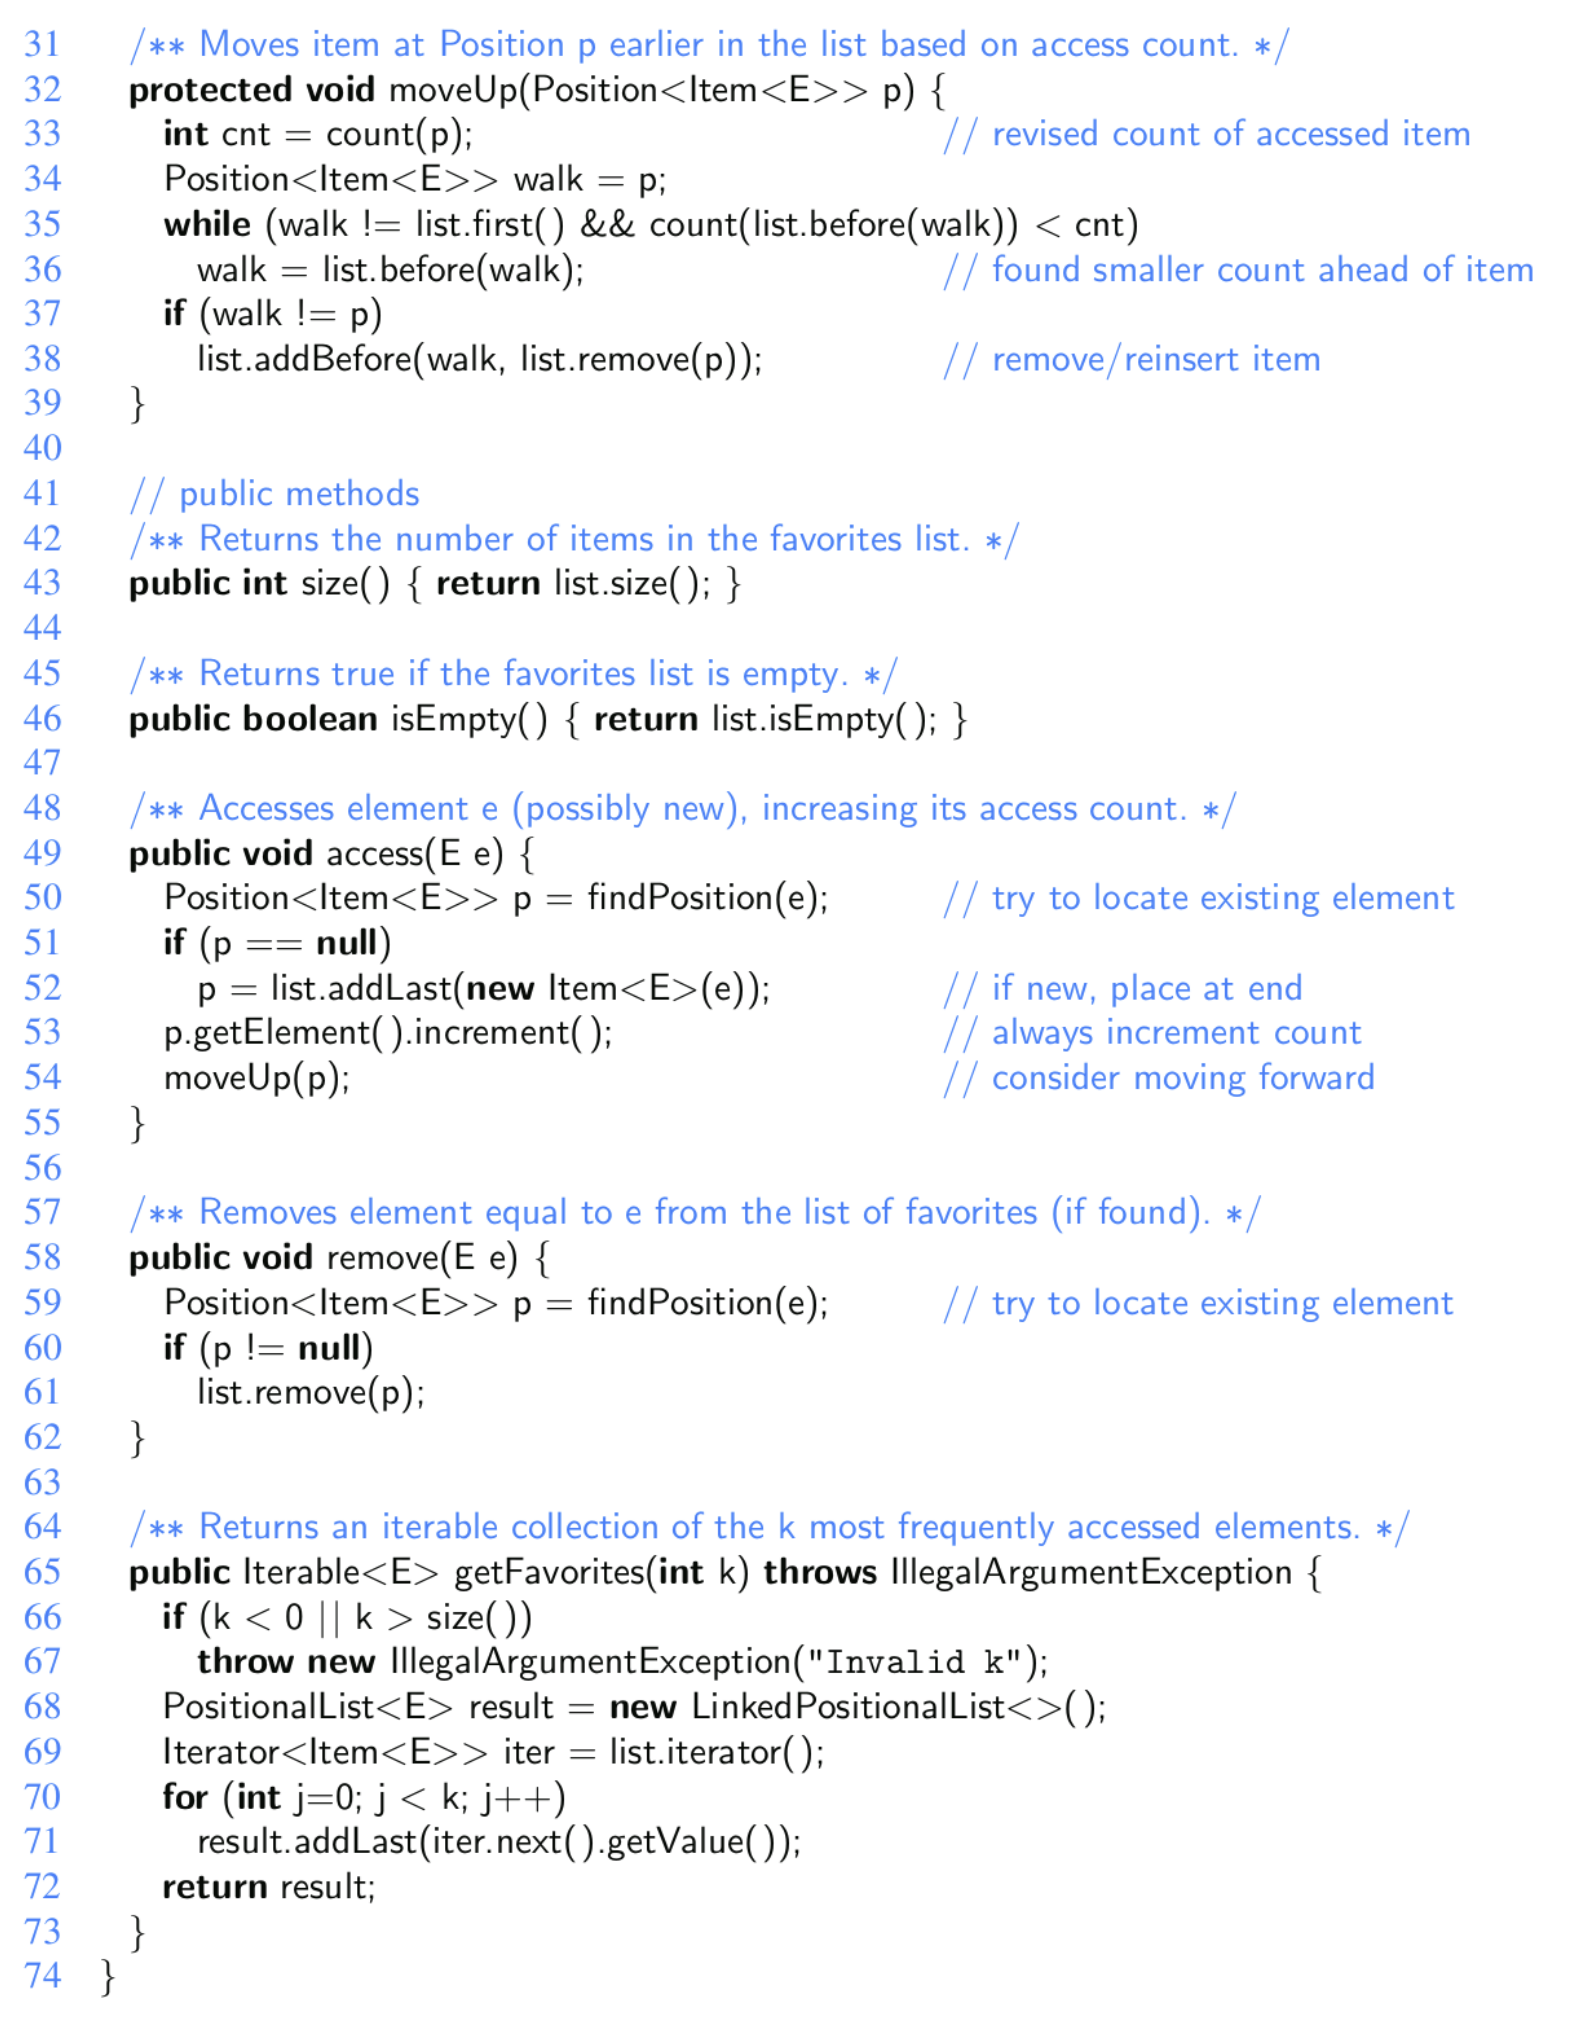 31 /** Moves item at Position p earlier in the list based on access count. */
32 protected void moveUp(Position<Item<E>> p) {
33 int cnt = count(p); // revised count of accessed item
34 Position<Item<E>> walk = p;
35 while (walk != list.first() && count(list.before(walk)) < cnt)
36 walk = list.before(walk); // found smaller count ahead of item
37 if (walk != p)
38 list.addBefore(walk, list.remove(p)); // remove/reinsert item
39 }
40
41 // public methods
42 /** Returns the number of items in the favorites list. */
43 public int size() { return list.size(); }
44
45 /** Returns true if the favorites list is empty. */
46 public boolean isEmpty() { return list.isEmpty(); }
47
48 /** Accesses element e (possibly new), increasing its access count. */
49 public void access(E e) {
50 Position<Item<E>> p = findPosition(e); // try to locate existing element
51 if (p == null)
52 p = list.addLast(new Item<E>(e)); // if new, place at end
53 p.getElement().increment(); // always increment count
54 moveUp(p); // consider moving forward
55 }
56
57 /** Removes element equal to e from the list of favorites (if found). */
58 public void remove(E e) {
59 Position<Item<E>> p = findPosition(e); // try to locate existing element
60 if (p != null)
61 list.remove(p);
62 }
63
64 /** Returns an iterable collection of the k most frequently accessed elements. */
65 public Iterable<E> getFavorites(int k) throws IllegalArgumentException {
66 if (k < 0 || k > size())
67 throw new IllegalArgumentException("Invalid k");
68 PositionalList<E> result = new LinkedPositionalList<>();
69 Iterator<Item<E>> iter = list.iterator();
70 for (int j=0; j < k; j++)
71 result.addLast(iter.next().getValue());
72 return result;
73 }
74 }